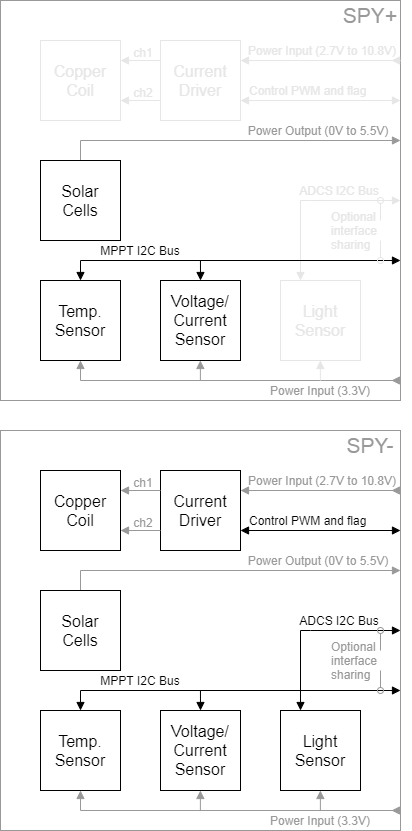 SPY+
ch1
Power Input (2.7V to 10.8V)
Copper
Coil
Current
Driver
ch2
Control PWM and flag
Power Output (0V to 5.5V)
Solar
Cells
ADCS I2C Bus
Optional
interface
sharing
MPPT I2C Bus
Temp.
Sensor
Voltage/
Current
Sensor
Light
Sensor
Power Input (3.3V)
SPY-
ch1
Power Input (2.7V to 10.8V)
Copper
Coil
Current
Driver
ch2
Control PWM and flag
Power Output (0V to 5.5V)
Solar
Cells
ADCS I2C Bus
Optional
interface
sharing
MPPT I2C Bus
Temp.
Sensor
Voltage/
Current
Sensor
Light
Sensor
Power Input (3.3V)